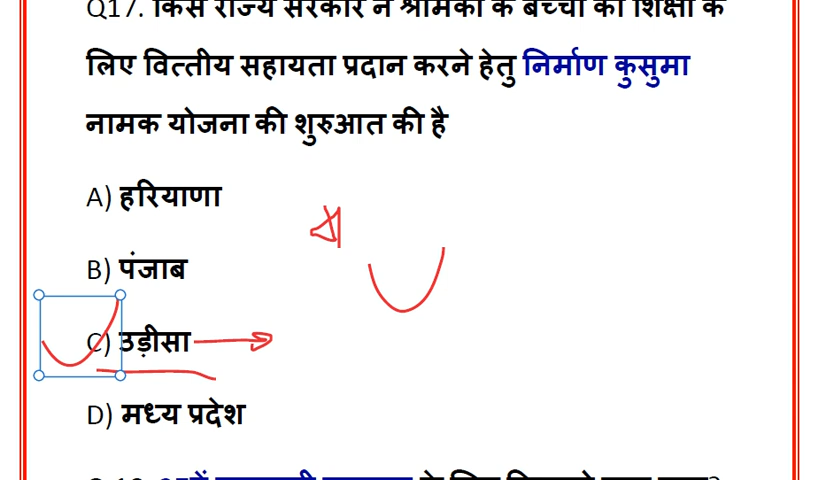 Q17. किस राज्य सरकार ने श्रमिकों के बच्चों की शिक्षा के
लिए वित्तीय सहायता प्रदान करने हेतु निर्माण कुसुमा
नामक योजना की शुरुआत की है
A) हरियाणा
B) पंजाब
C) उड़ीसा
D) मध्य प्रदेश